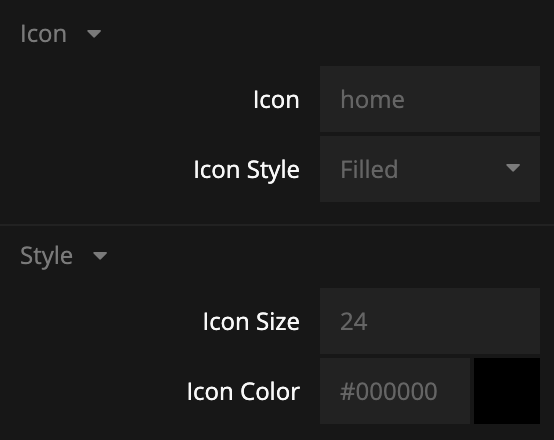 Icon
Icon home
Icon Style Filled
Style
Icon Size 24
Icon Color #000000